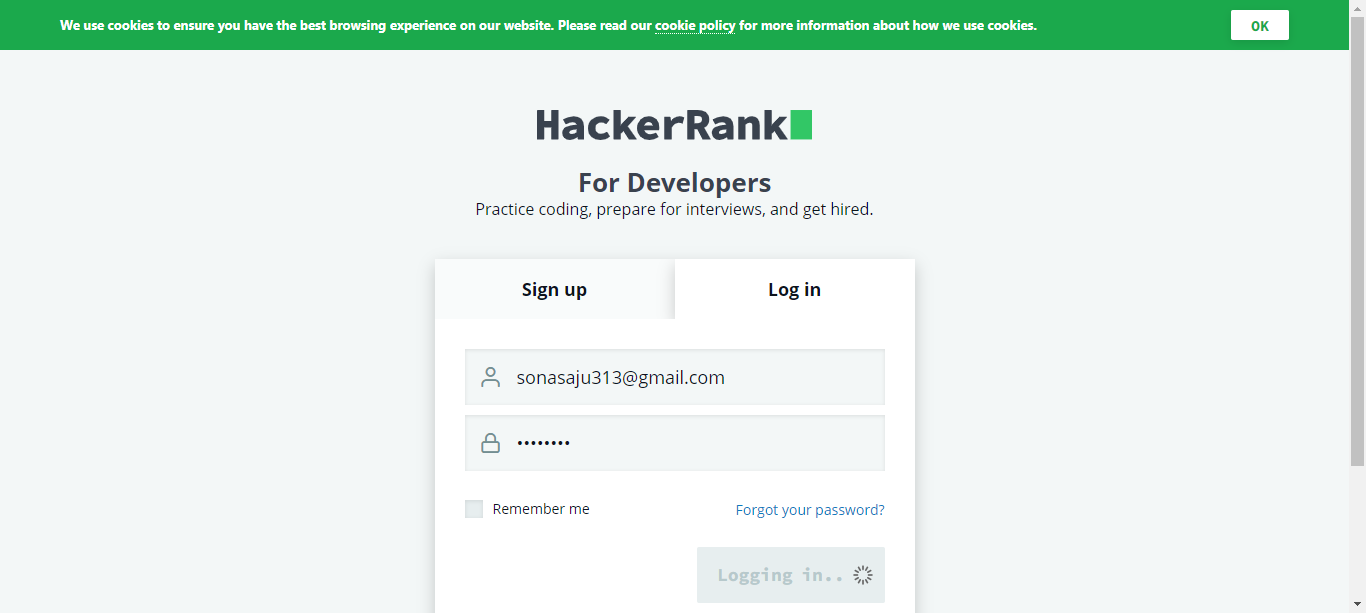 We use cookies to ensure you have the best browsing experience on our website. Please read our cookie policy for more information about how we use cookies.
OK
HackerRank
For Developers
Practice coding, prepare for interviews, and get hired.
Sign up
Log in
sonasaju313@gmail.com
••••••••
Remember me
Forgot your password?
Logging in..